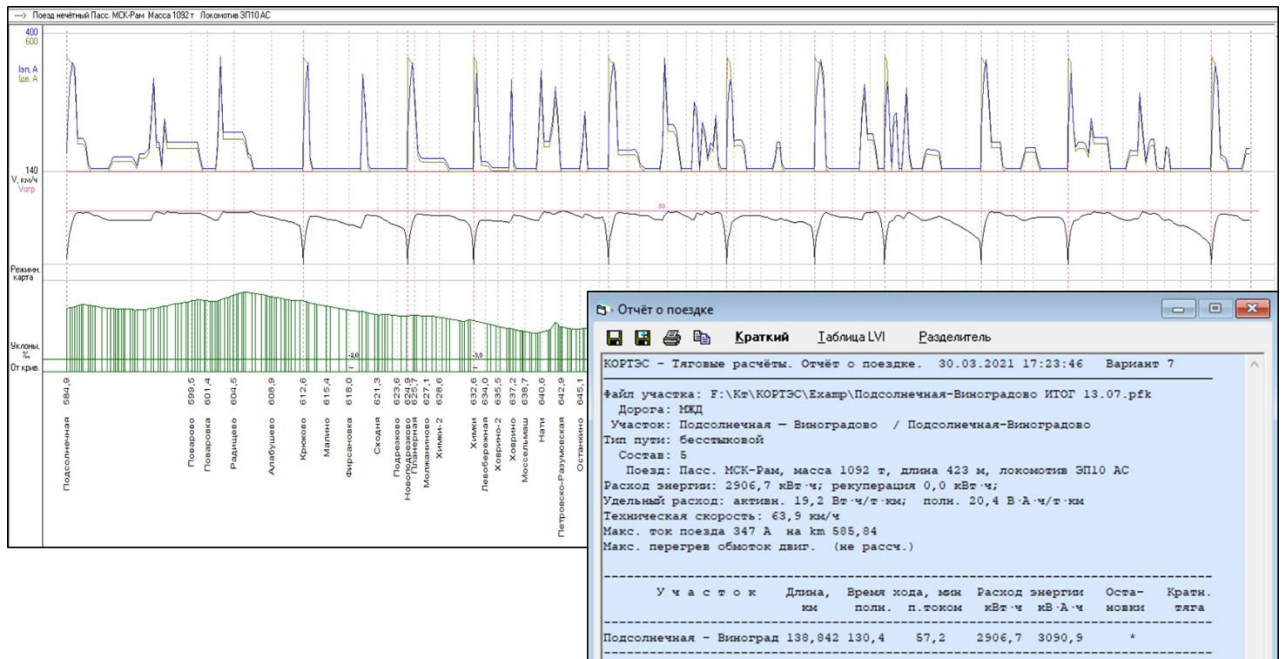 Поезд нечётный Пасс. МСК-Рам Масса 1092 т Локомотив ЭП10 АС
400
600
Iэл, А
Iдв, А
140
V, км/ч
Vогр
80
Режимн.
карта
Уклоны,
‰
От крив.
-2,0
-3,0
584,9
599,5
601,4
604,5
608,9
612,6
615,4
618,0
621,3
623,6
624,9
625,7
627,1
628,6
632,6
634,0
635,5
637,2
638,7
640,6
642,9
645,1
Подсолнечная
Поварово
Поваровка
Радищево
Алабушево
Крюково
Малино
Фирсановка
Сходня
Подрезково
Новоподрезково
Планерная
Молжаниново
Химки-2
Химки
Левобережная
Ховрино-2
Ховрино
Моссельмаш
Нати
Петровско-Разумовская
Останкино
Отчёт о поездке
Краткий Таблица LVI Разделитель
КОРТЭС - Тяговые расчёты. Отчёт о поездке. 30.03.2021 17:23:46 Вариант 7
Файл участка: F:\Кт\КОРТЭС\Examp\Подсолнечная-Виноградово ИТОГ 13.07.pfk
Дорога: МЖД
Участок: Подсолнечная — Виноградово / Подсолнечная-Виноградово
Тип пути: бесстыковой
Состав: 5
Поезд: Пасс. МСК-Рам, масса 1092 т, длина 423 м, локомотив ЭП10 АС
Расход энергии: 2906,7 кВт·ч; рекуперация 0,0 кВт·ч;
Удельный расход: активн. 19,2 Вт·ч/т·км; полн. 20,4 В·А·ч/т·км
Техническая скорость: 63,9 км/ч
Макс. ток поезда 347 А на km 585,84
Макс. перегрев обмоток двиг. (не рассч.)
У ч а с т о к Длина, Время хода, мин Расход энергии Оста- Кратн.
км полн. п.током кВт·ч кВ·А·ч новки тяга
Подсолнечная - Виноград 138,842 130,4 57,2 2906,7 3090,9 *